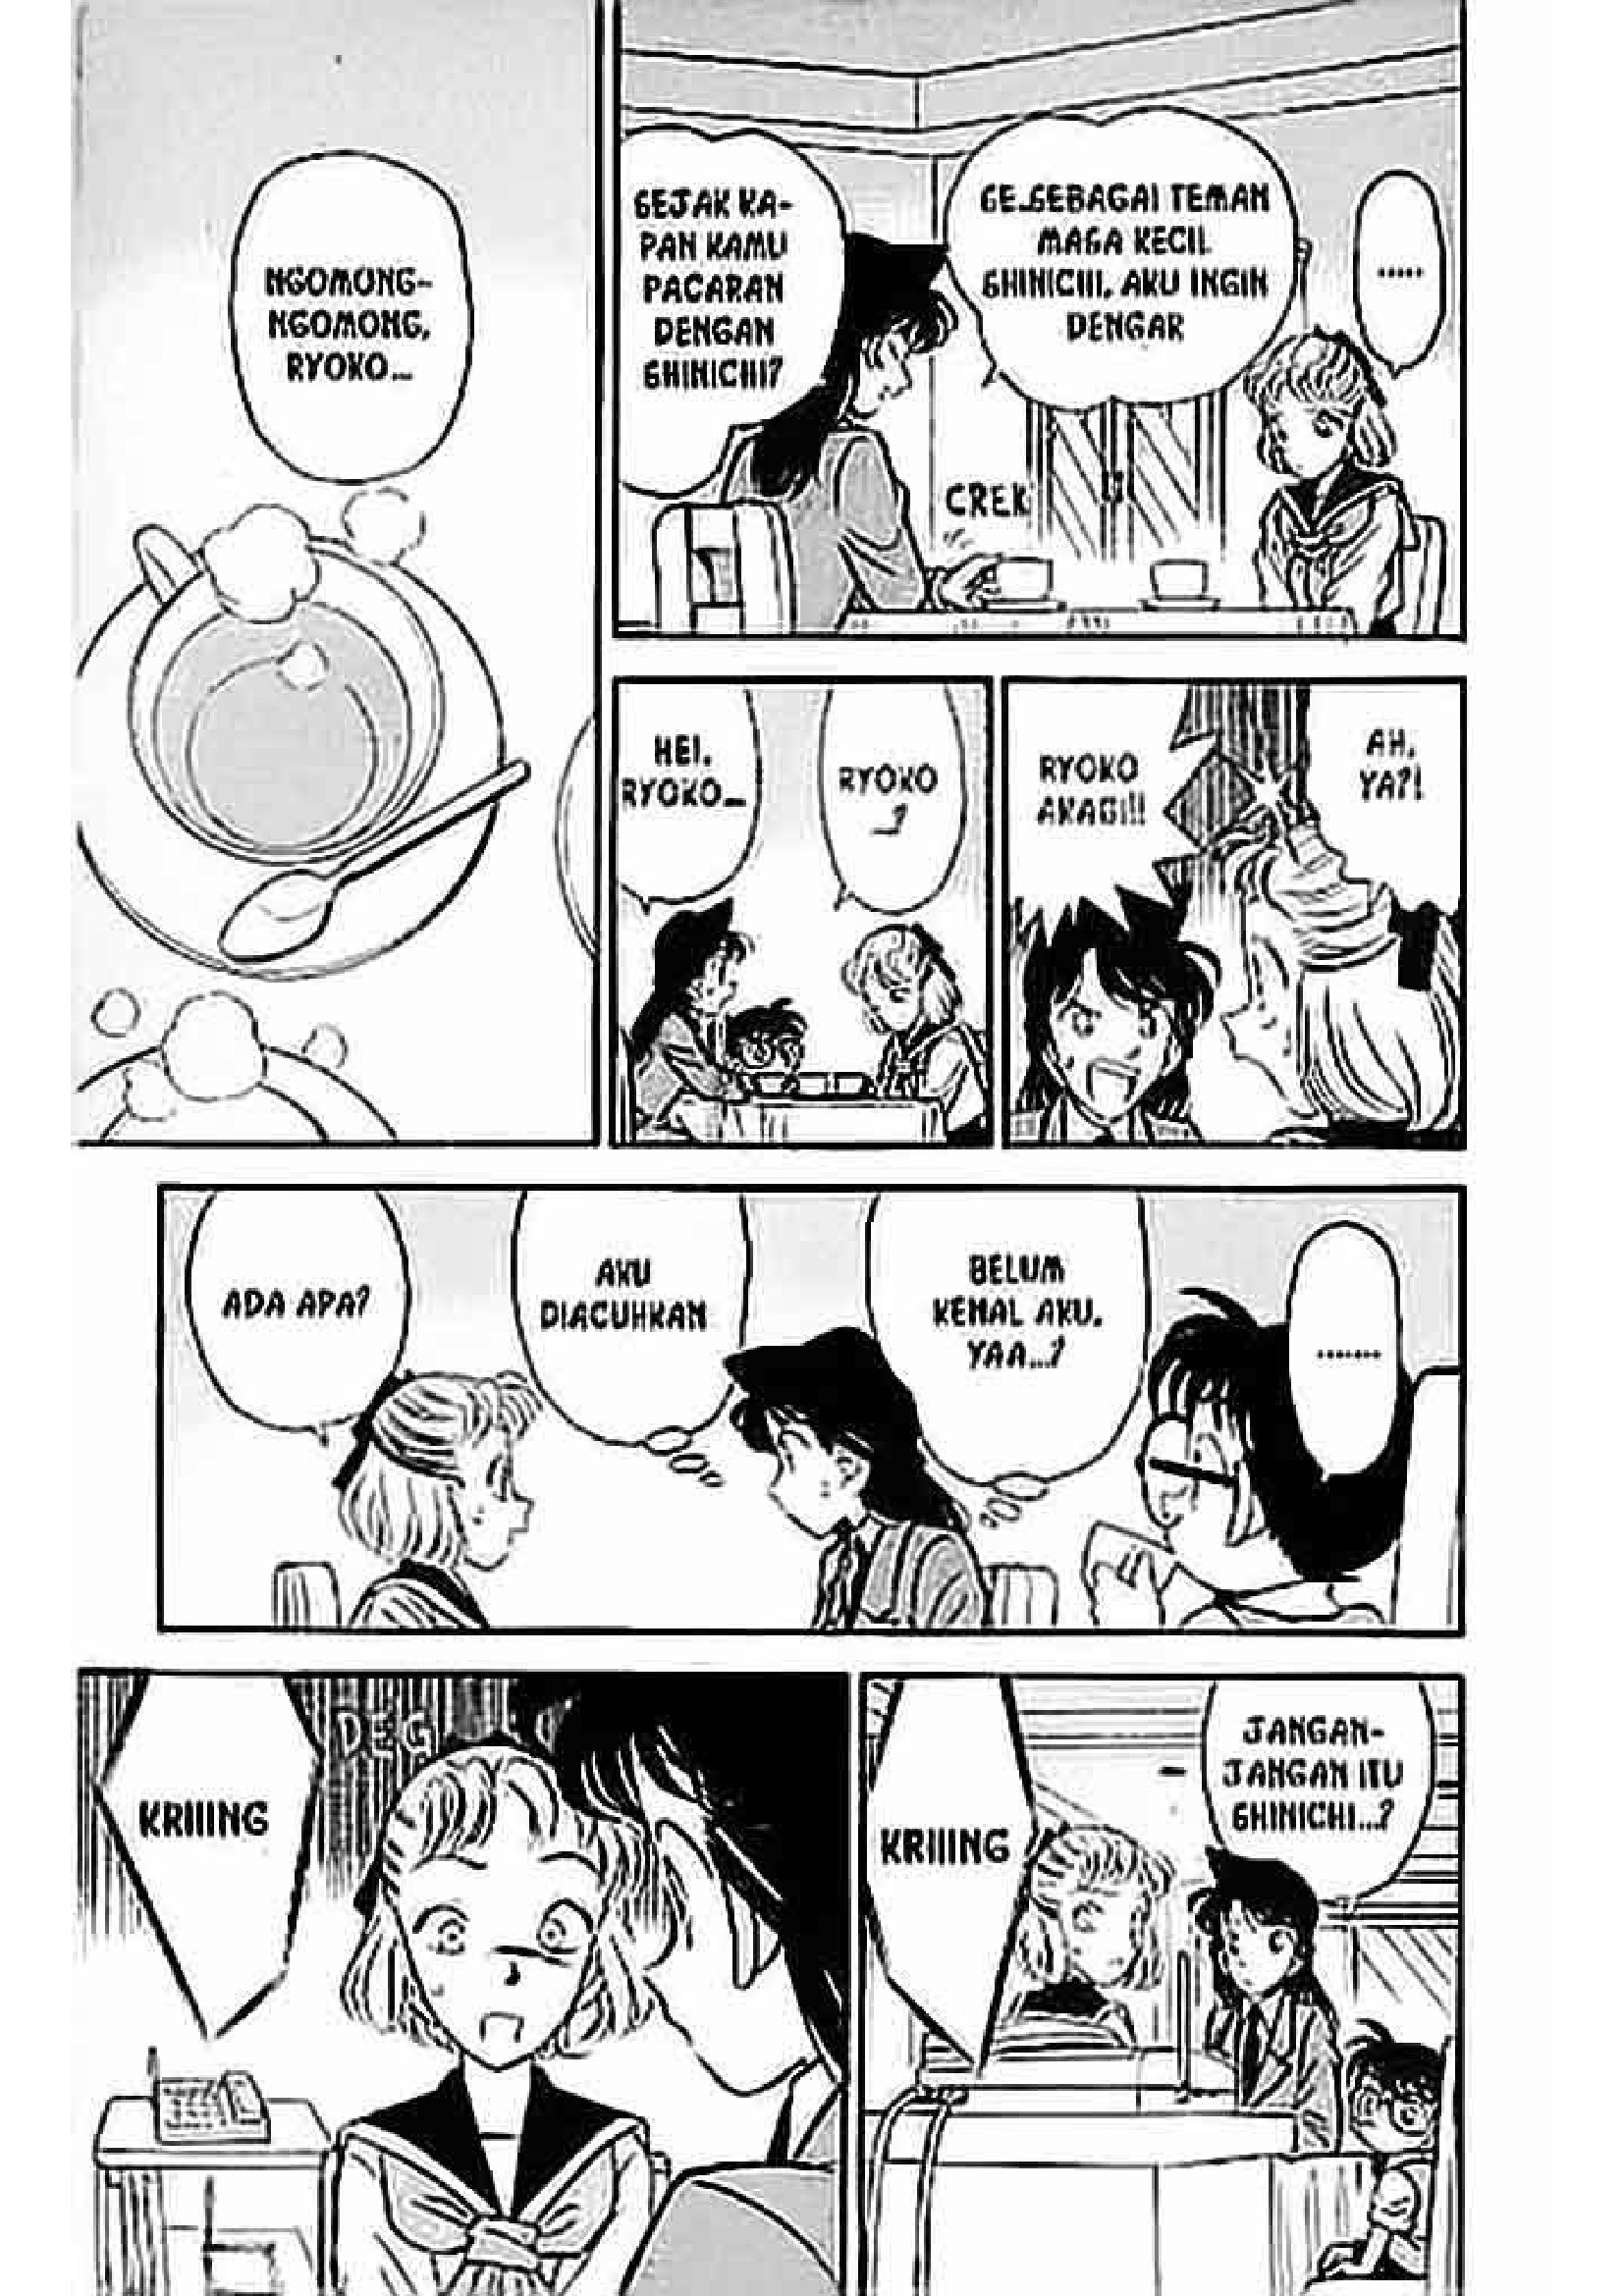 NGOMONG-
NGOMONG,
RYOKO...
SEJAK KA-
PAN KAMU
PACARAN
DENGAN
SHINICHI?
SE..SEBAGAI TEMAN
MASA KECIL
SHINICHI, AKU INGIN
DENGAR
.....
CREK
HEI,
RYOKO...
RYOKO
...?
RYOKO
AKAGI!!
AH,
YA?!
ADA APA?
AKU
DIACUHKAN
BELUM
KENAL AKU,
YAA...?
.......
KRIIING
DEG
KRIIING
JANGAN-
JANGAN ITU
SHINICHI...?